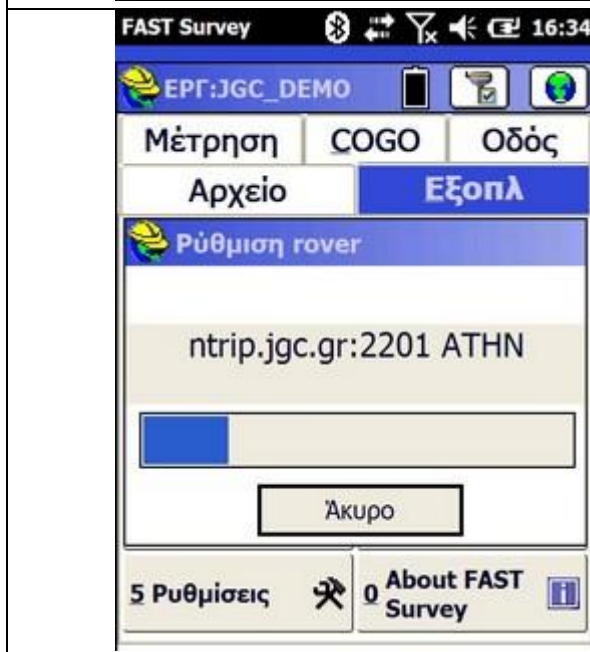 FAST Survey 16:34
ΕΡΓ:JGC_DEMO
Μέτρηση COGO Οδός
Αρχείο Εξοπλ
Ρύθμιση rover
ntrip.jgc.gr:2201 ATHN
Άκυρο
5 Ρυθμίσεις 0 About FAST
Survey